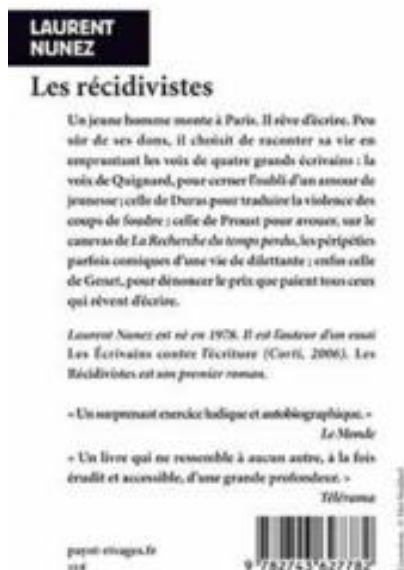 LAURENT
NUNEZ
Les récidivistes
Un jeune homme monte à Paris. Il rêve d'écrire. Peu
sûr de ses dons, il choisit de raconter sa vie en
empruntant les voix de quatre grands écrivains : la
voix de Quignard, pour cerner l'oubli d'un amour de
jeunesse ; celle de Duras pour traduire la violence des
coups de foudre ; celle de Proust pour avouer, sur le
canevas de La Recherche du temps perdu, les péripéties
parfois comiques d'une vie de dilettante ; enfin celle
de Genet, pour dénoncer le prix que paient tous ceux
qui rêvent d'écrire.
Laurent Nunez est né en 1978. Il est l'auteur d'un essai
Les Écrivains contre l'écriture (Corti, 2006). Les
Récidivistes est son premier roman.
« Un surprenant exercice ludique et autobiographique. »
Le Monde
« Un livre qui ne ressemble à aucun autre, à la fois
érudit et accessible, d'une grande profondeur. »
Télérama
payot-rivages.fr
9 782743 627782